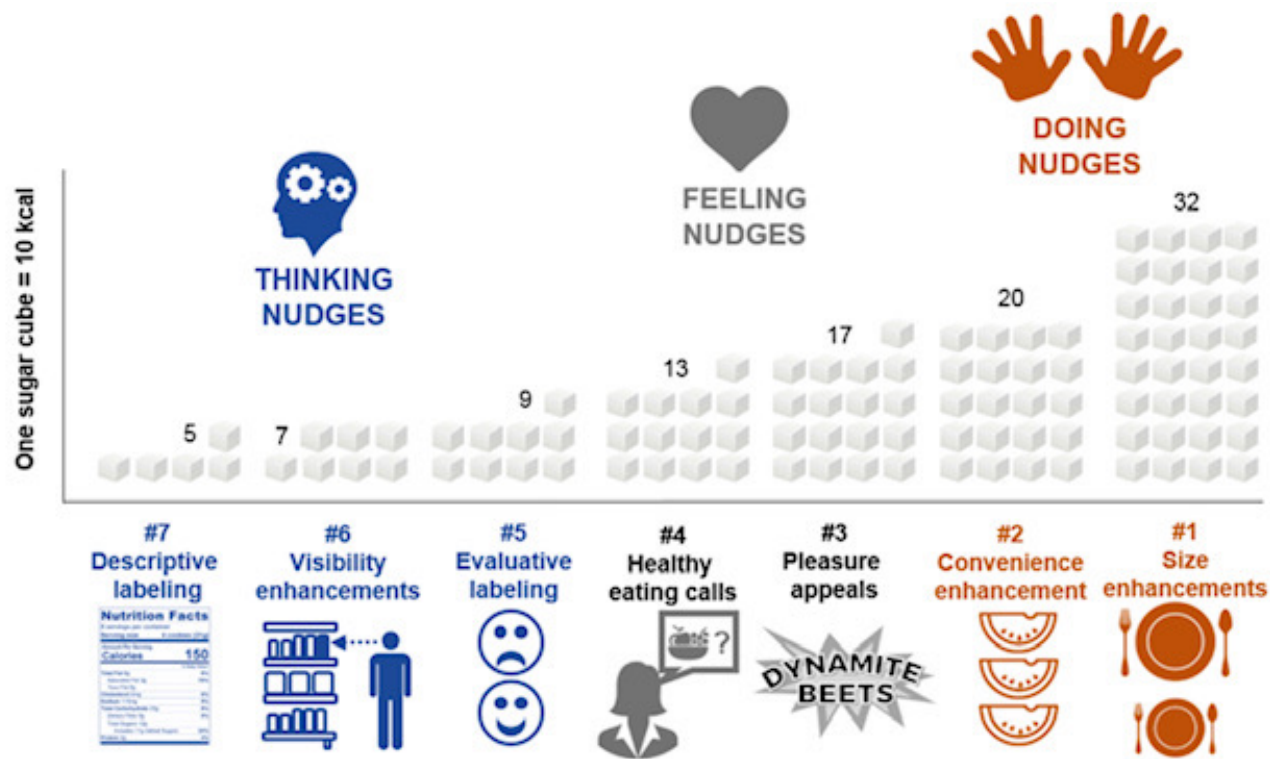 DOING
NUDGES
FEELING
NUDGES
THINKING
NUDGES
One sugar cube = 10 kcal
5
7
9
13
17
20
32
#7
Descriptive
labeling
#6
Visibility
enhancements
#5
Evaluative
labeling
#4
Healthy
eating calls
#3
Pleasure
appeals
#2
Convenience
enhancement
#1
Size
enhancements
Nutrition Facts
Calories 150
?
DYNAMITE
BEETS